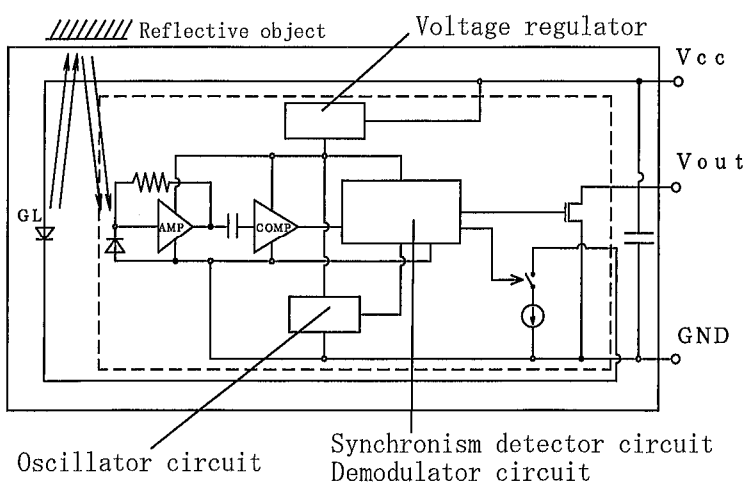 Reflective object
Voltage regulator
Vcc
Vout
GL
AMP
COMP
GND
Oscillator circuit
Synchronism detector circuit
Demodulator circuit